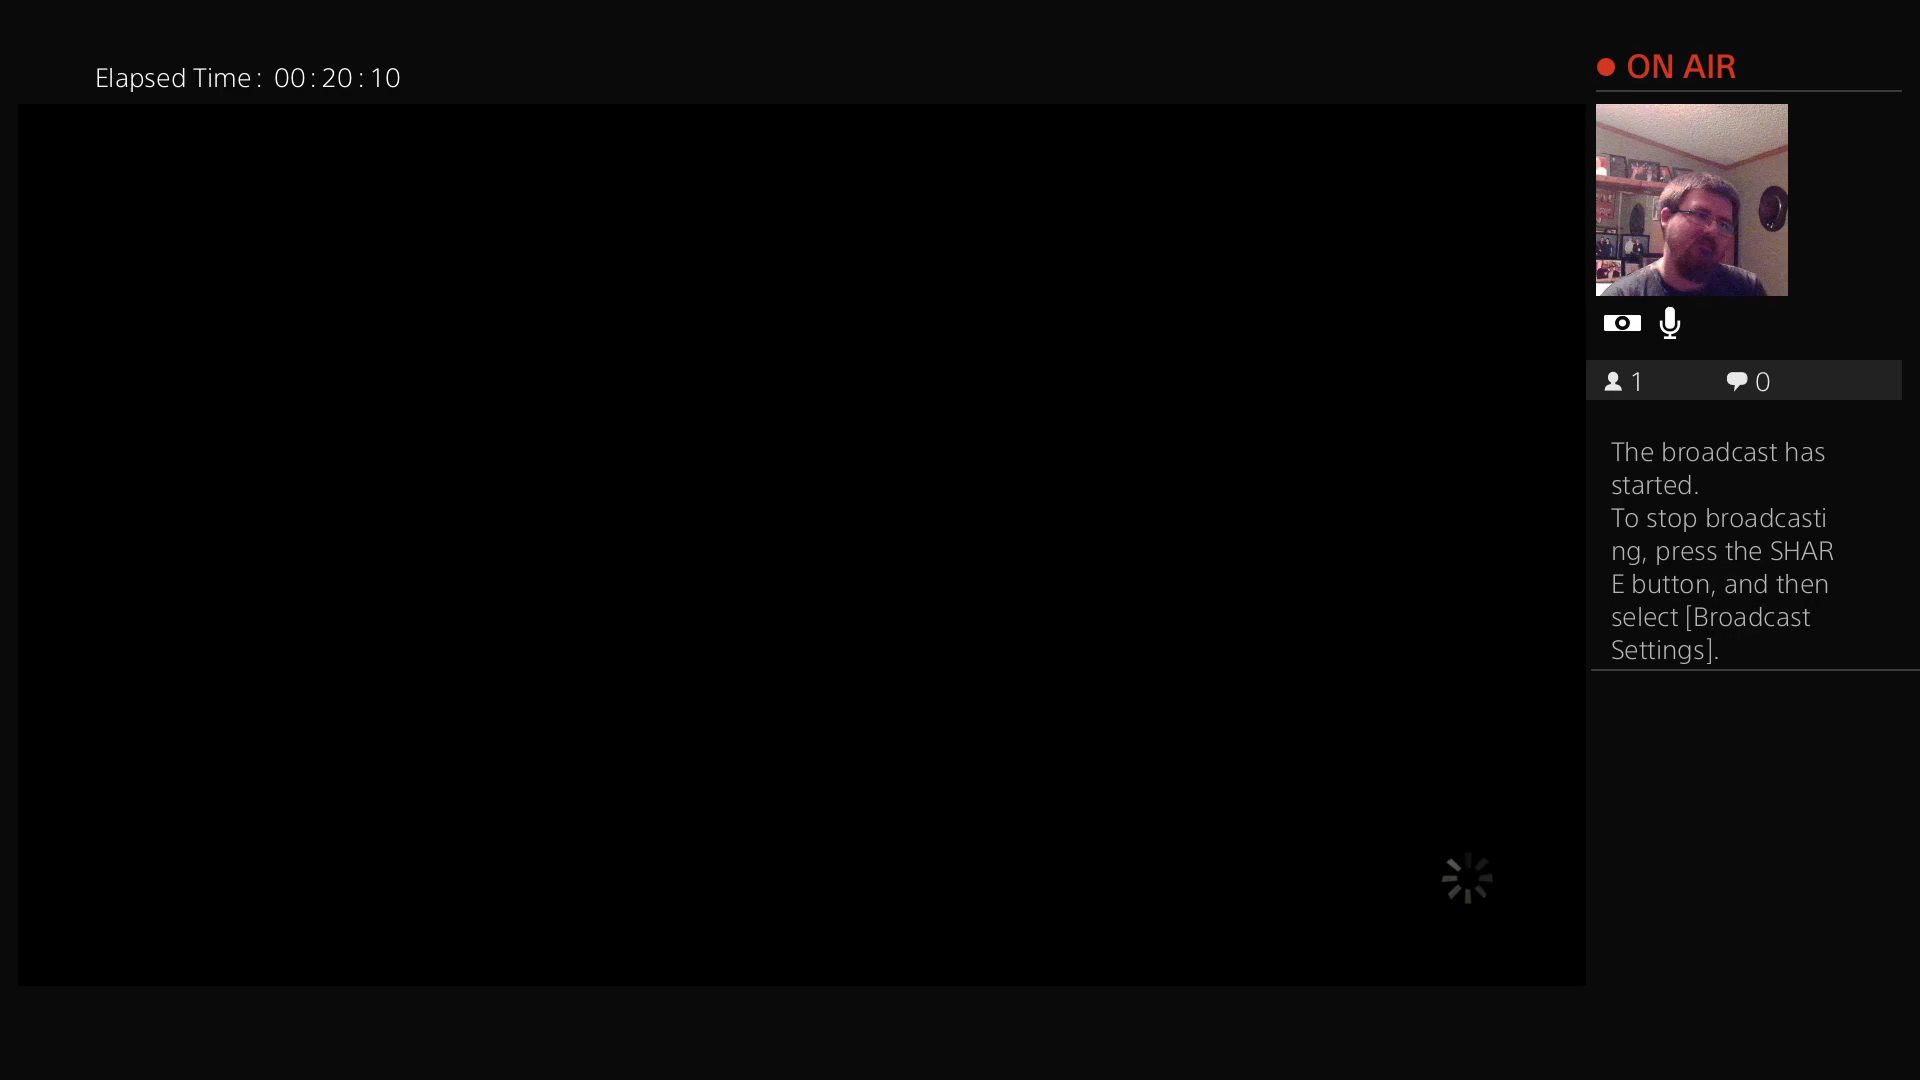 Elapsed Time: 00:20:10
ON AIR
1 0
The broadcast has
started.
To stop broadcasti
ng, press the SHAR
E button, and then
select [Broadcast
Settings].